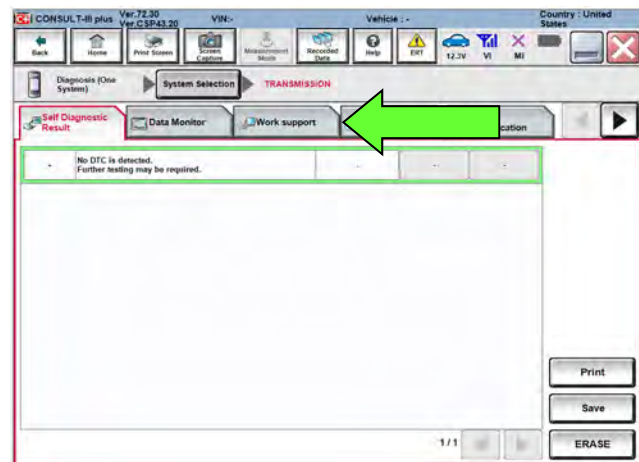 CONSULT-III plus Ver.72.30 VIN:- Vehicle : - Country : United
Ver.CSP43.20 States
Back Home Print Screen Screen Capture Measurement Mode Recorded Data Help ERT 12.3V VI MI
Diagnosis (One System) System Selection TRANSMISSION
Self Diagnostic Result Data Monitor Work support
- No DTC is detected. - - -
Further testing may be required.
Print
Save
1/1 ERASE